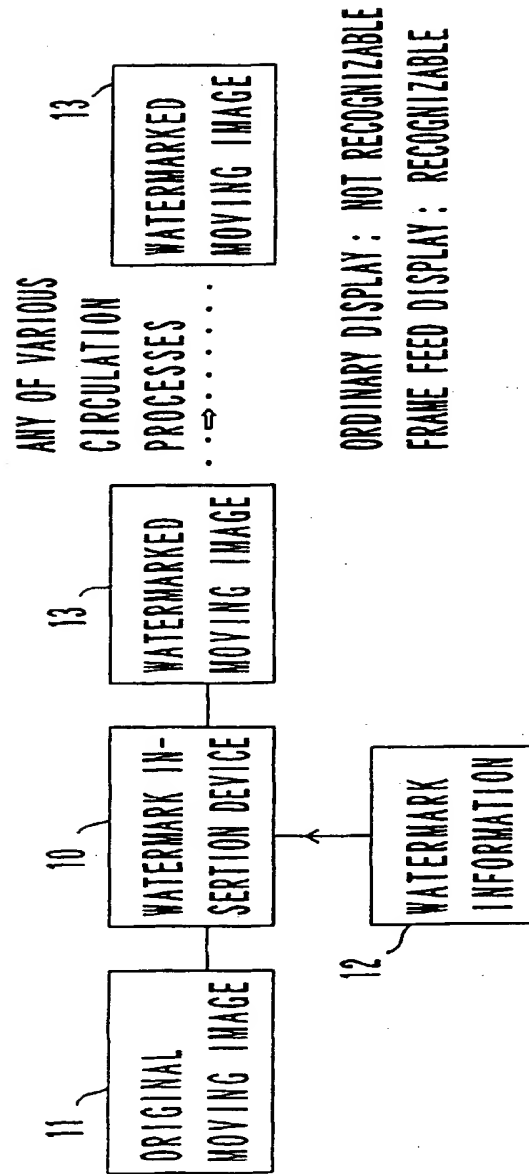 11
ORIGINAL
MOVING IMAGE
10
WATERMARK IN-
SERTION DEVICE
12
WATERMARK
INFORMATION
13
WATERMARKED
MOVING IMAGE
ANY OF VARIOUS
CIRCULATION
PROCESSES
13
WATERMARKED
MOVING IMAGE
ORDINARY DISPLAY : NOT RECOGNIZABLE
FRAME FEED DISPLAY : RECOGNIZABLE